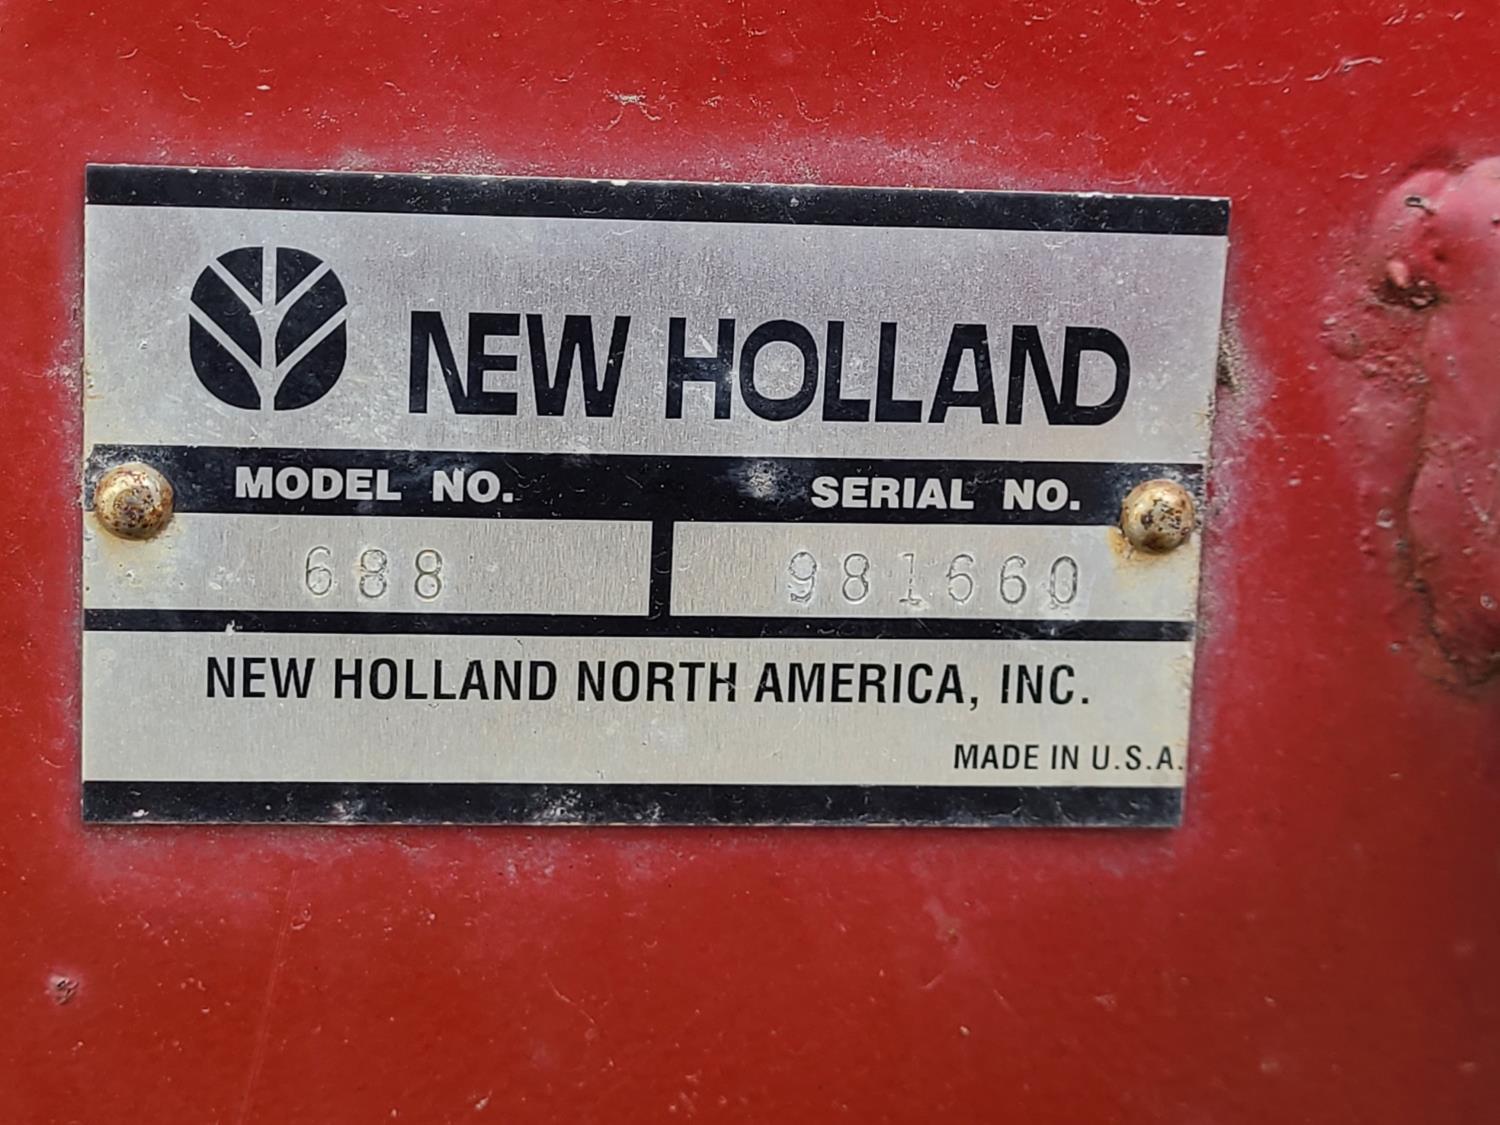 NEW HOLLAND
MODEL NO. SERIAL NO.
688 981660
NEW HOLLAND NORTH AMERICA, INC.
MADE IN U.S.A.